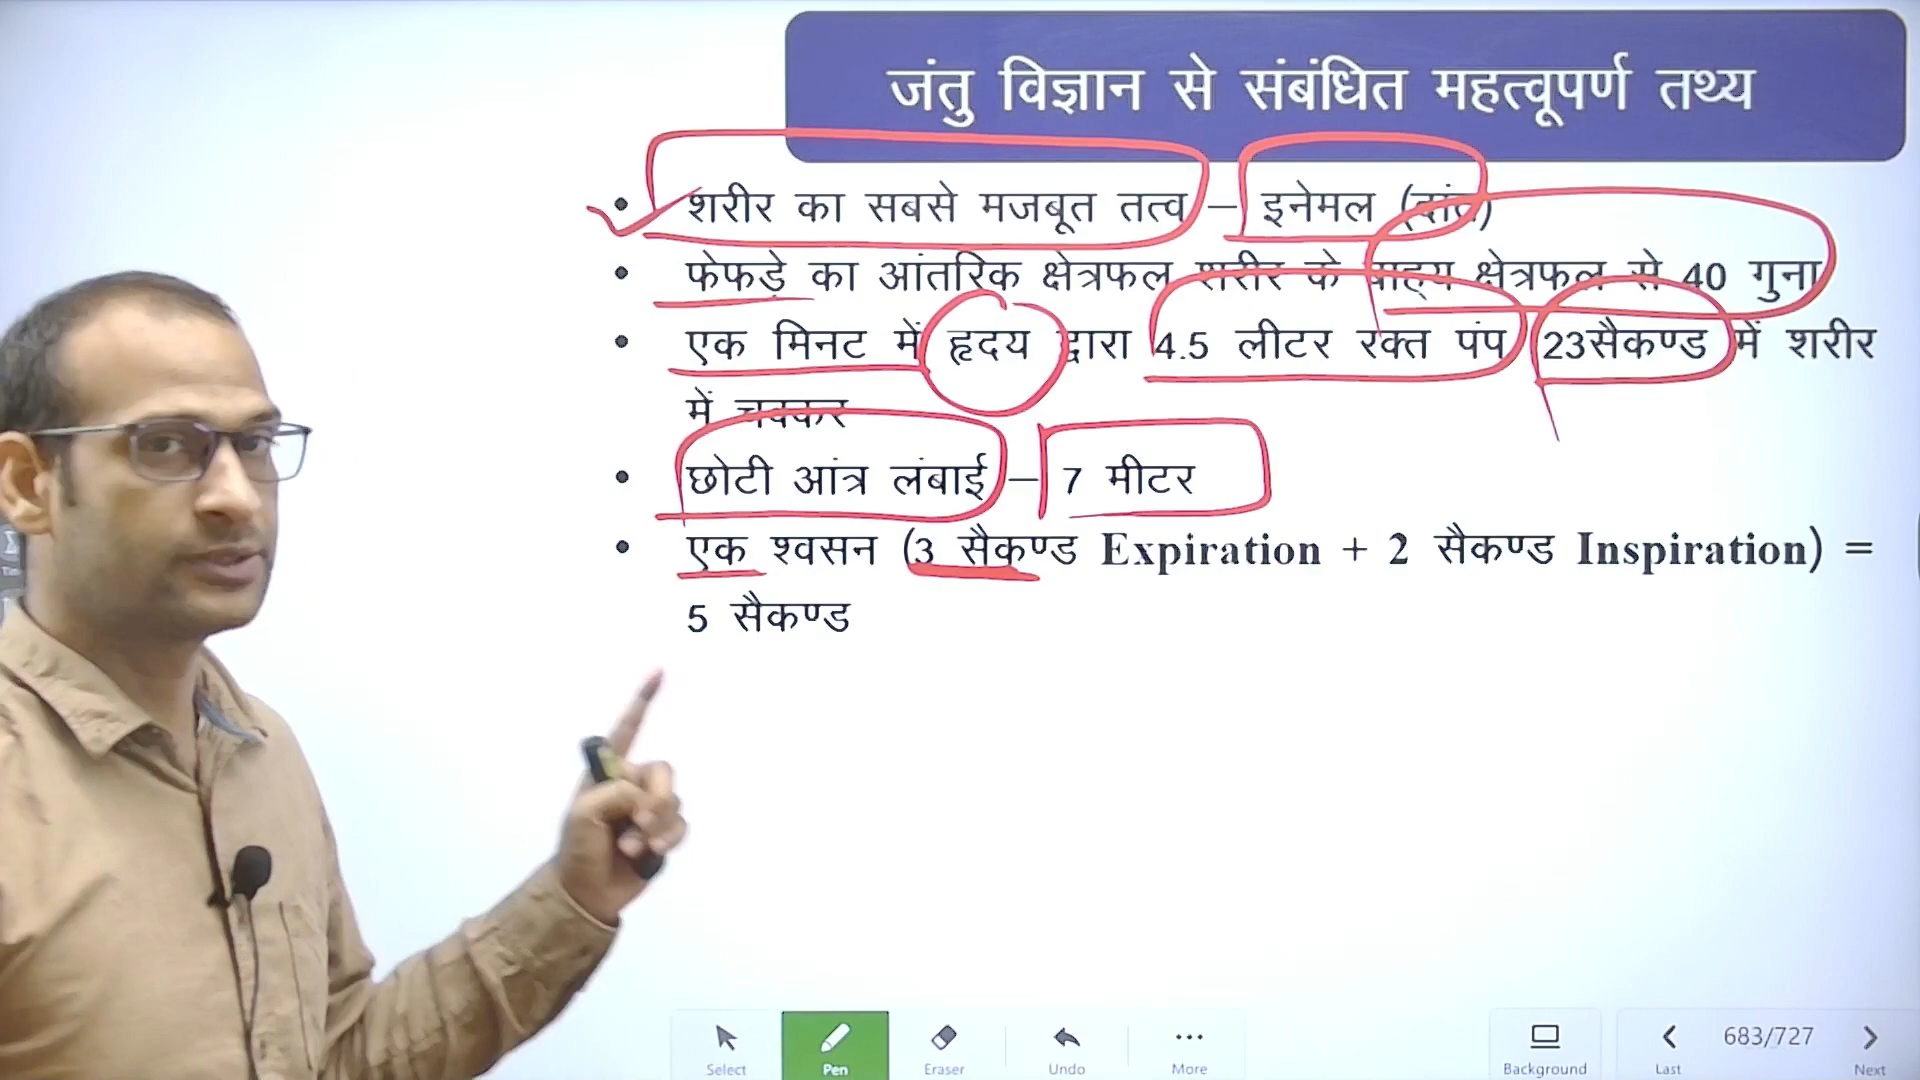 जंतु विज्ञान से संबंधित महत्वूपर्ण तथ्य
• शरीर का सबसे मजबूत तत्व – इनेमल (दांत)
• फेफड़े का आंतरिक क्षेत्रफल शरीर के बाह्य क्षेत्रफल से 40 गुना
• एक मिनट में हृदय द्वारा 4.5 लीटर रक्त पंप 23सैकण्ड में शरीर
में चक्कर
• छोटी आंत्र लंबाई – 7 मीटर
• एक श्वसन (3 सैकण्ड Expiration + 2 सैकण्ड Inspiration) =
5 सैकण्ड
Select Pen Eraser Undo More Background Last 683/727 Next